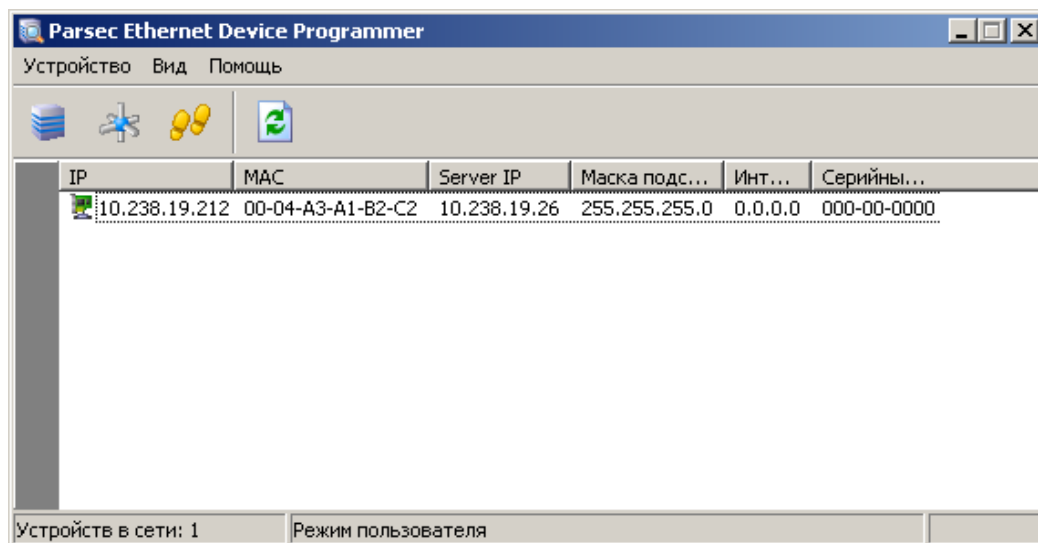 Parsec Ethernet Device Programmer
Устройство Вид Помощь
IP MAC Server IP Маска подс... Инт... Серийны...
10.238.19.212 00-04-A3-A1-B2-C2 10.238.19.26 255.255.255.0 0.0.0.0 000-00-0000
Устройств в сети: 1 Режим пользователя